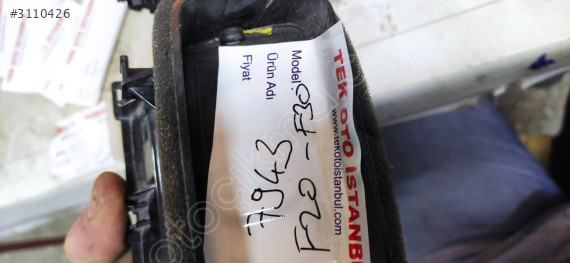 #3110426
TEK OTO İSTANBUL
www.tekotoistanbul.com
Model: F20-F30
Ürün Adı
Fiyat
7943